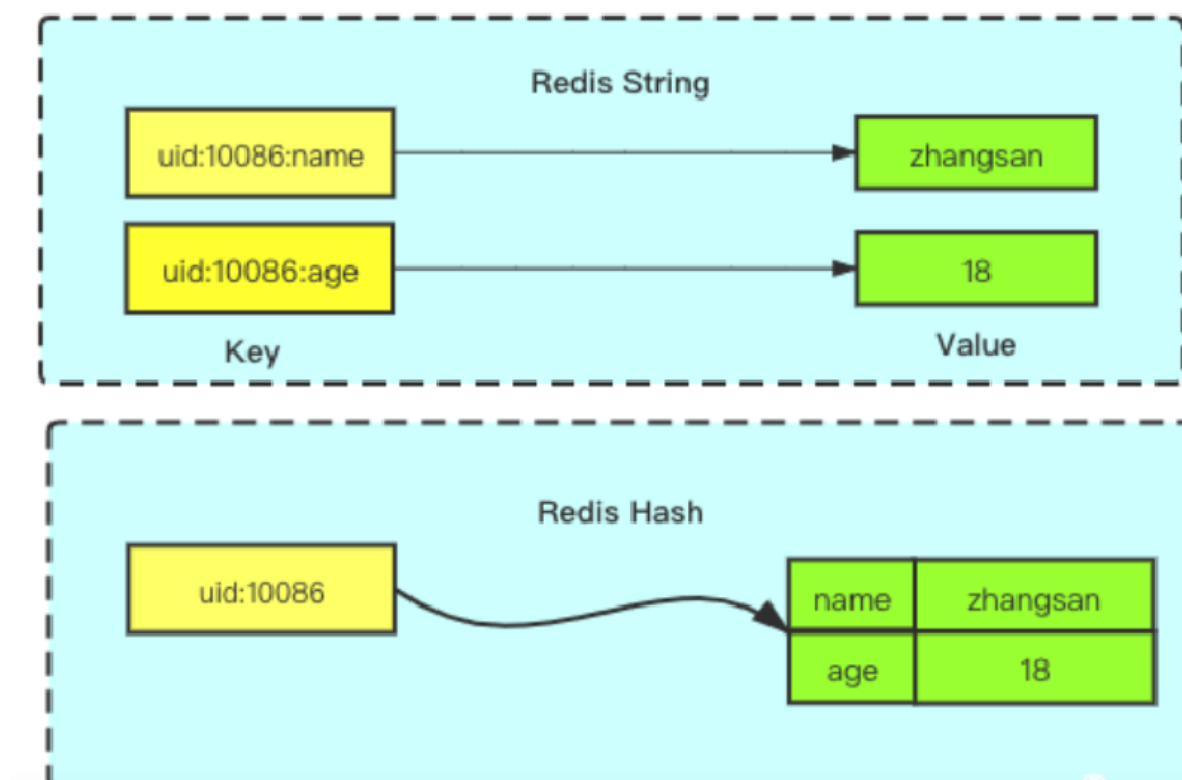 Redis String
uid:10086:name
zhangsan
uid:10086:age
18
Key
Value
Redis Hash
uid:10086
name
zhangsan
age
18